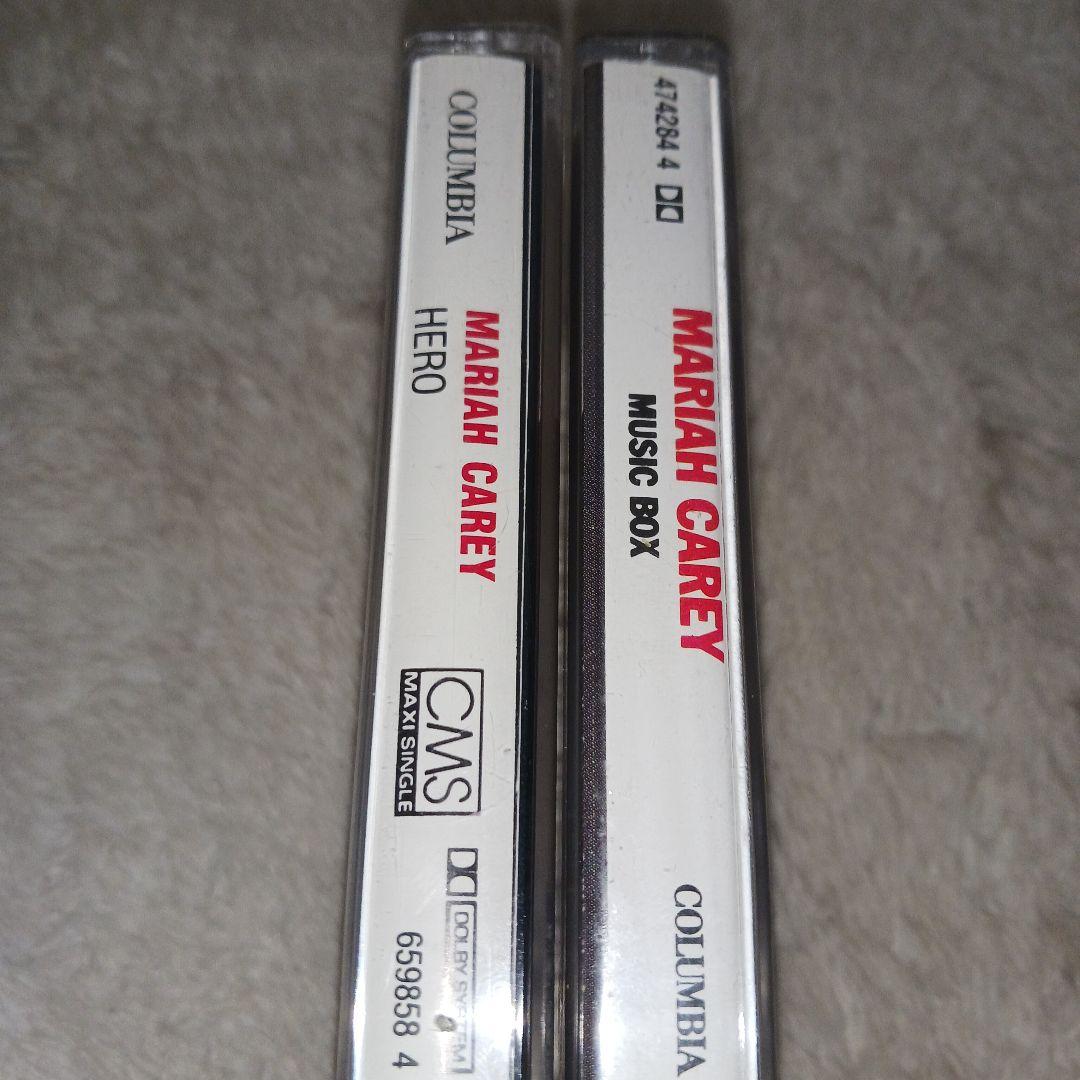 COLUMBIA
MARIAH CAREY
HERO
CMS
MAXI SINGLE
DOLBY SYSTEM
659858 4
474284 4
MARIAH CAREY
MUSIC BOX
COLUMBIA